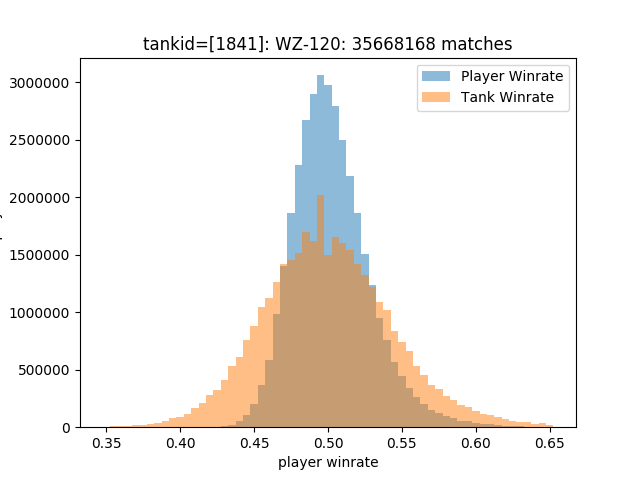 tankid=[1841]: WZ-120: 35668168 matches
Player Winrate
Tank Winrate
3000000
2500000
2000000
1500000
1000000
500000
0
0.35 0.40 0.45 0.50 0.55 0.60 0.65
player winrate